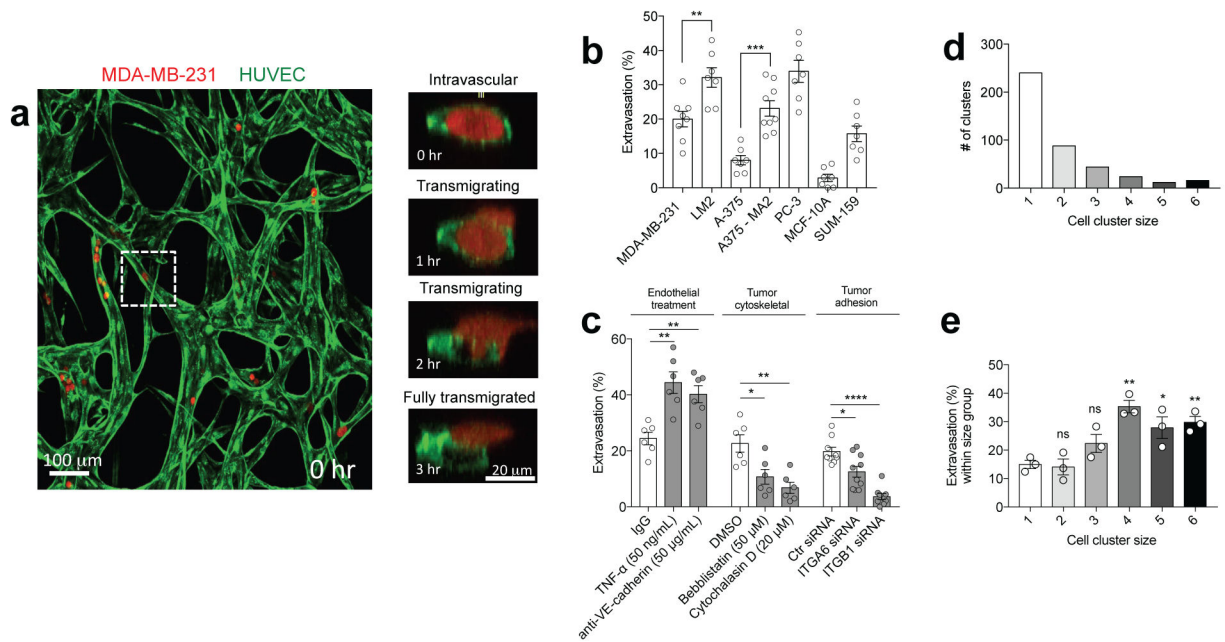 a
MDA-MB-231 HUVEC
100 µm
0 hr
Intravascular
0 hr
Transmigrating
1 hr
Transmigrating
2 hr
Fully transmigrated
3 hr
20 µm
b
Extravasation (%)
50
40
30
20
10
0
**
***
MDA-MB-231
LM2
A-375
A375 - MA2
PC-3
MCF-10A
SUM-159
c
Endothelial
treatment
Tumor
cytoskeletal
Tumor
adhesion
Extravasation (%)
60
40
20
0
**
**
**
*
****
*
IgG
TNF-α (50 ng/mL)
anti-VE-cadherin (50 µg/mL)
DMSO
Bebblistatin (50 µM)
Cytochalasin D (20 µM)
Ctr siRNA
ITGA6 siRNA
ITGB1 siRNA
d
# of clusters
300
200
100
0
1 2 3 4 5 6
Cell cluster size
e
Extravasation (%)
within size group
50
40
30
20
10
0
ns
ns
**
*
**
1 2 3 4 5 6
Cell cluster size